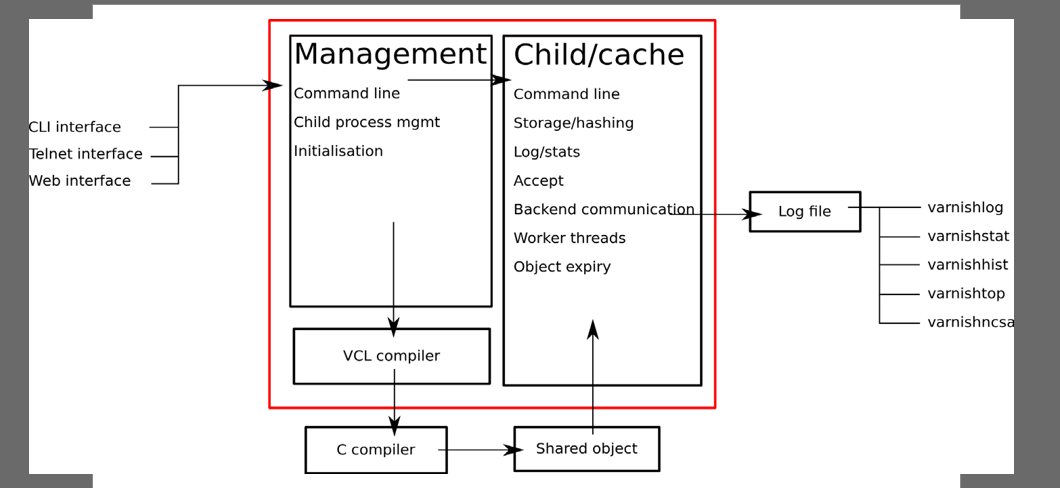 Management
Command line
Child process mgmt
Initialisation
Child/cache
Command line
Storage/hashing
Log/stats
Accept
Backend communication
Worker threads
Object expiry
CLI interface
Telnet interface
Web interface
Log file
varnishlog
varnishstat
varnishhist
varnishtop
varnishncsa
VCL compiler
C compiler
Shared object